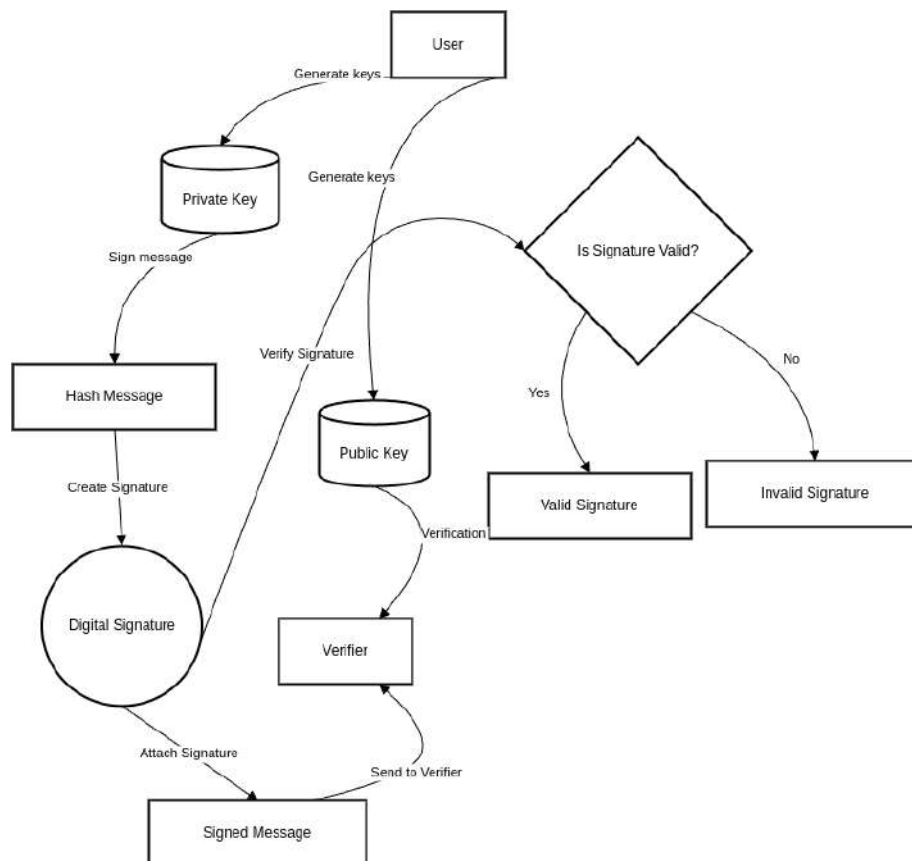 User
Generate keys
Private Key
Generate keys
Is Signature Valid?
Sign message
Verify Signature
No
Hash Message
Yes
Public Key
Create Signature
Valid Signature
Invalid Signature
Verification
Digital Signature
Verifier
Attach Signature
Send to Verifier
Signed Message